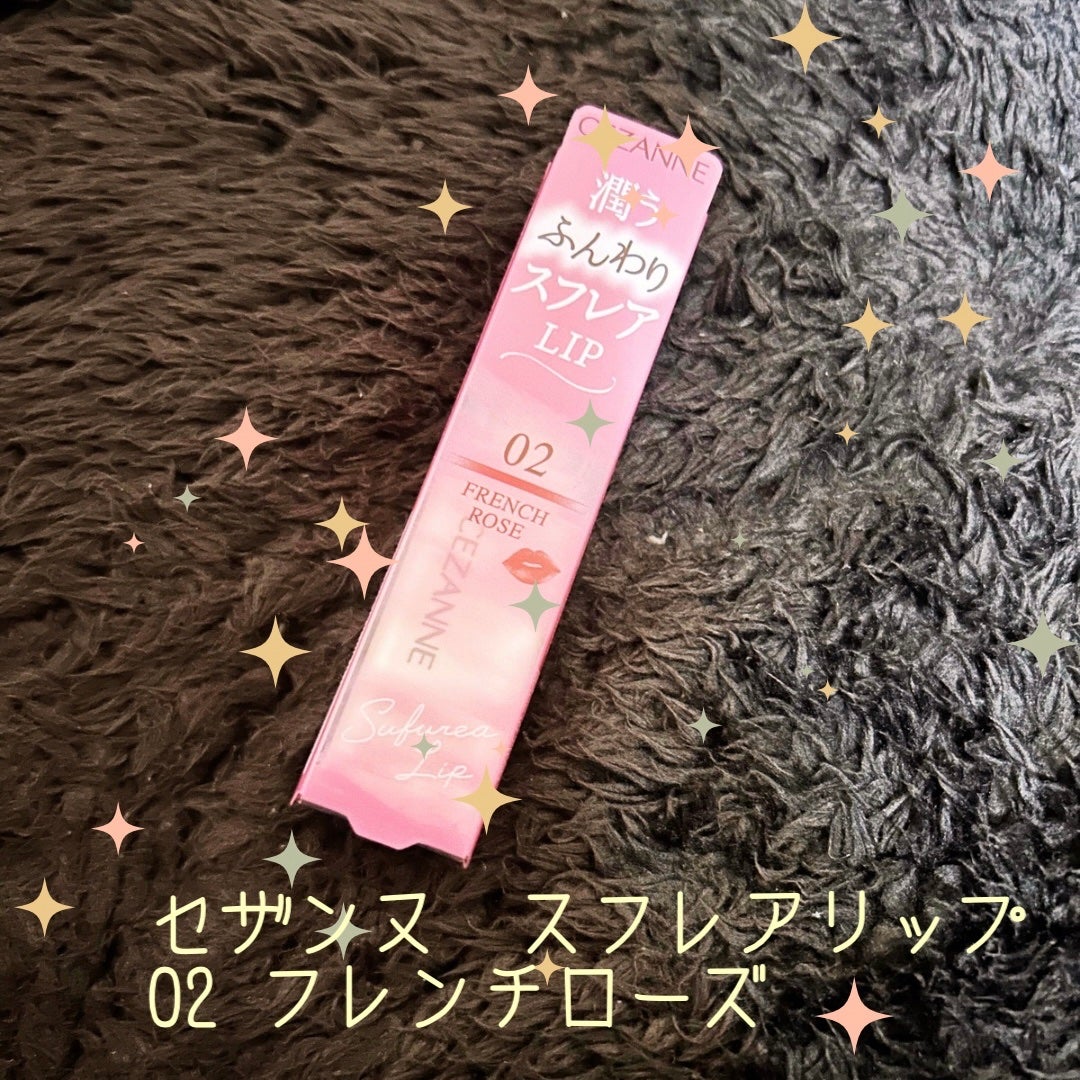 CEZANNE
潤う
ふんわり
スフレア
LIP
02
FRENCH
ROSE
CEZANNE
Sufurea
Lip
セザンヌ　スフレアリップ
02 フレンチローズ